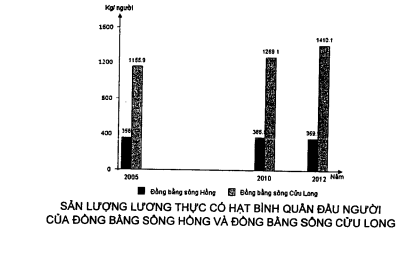 Kg/ người
1600
1200
800
400
0
1155.9
1269.1
1410.1
2005
2010
2012
Năm
Đồng bằng sông Hồng
Đồng bằng sông Cửu Long
SẢN LƯỢNG LƯƠNG THỰC CÓ HẠT BÌNH QUÂN ĐẦU NGƯỜI
CỦA ĐỒNG BẰNG SÔNG HỒNG VÀ ĐỒNG BẰNG SÔNG CỬU LONG